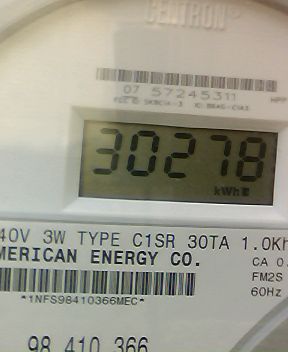 CENTRON®
07 57245311
30278
kWh
40V 3W TYPE C1SR 30TA 1.0Kh
MERICAN ENERGY CO.
CA 0.
FM2S
60Hz
*1NFS98410366MEC*
98 410 366